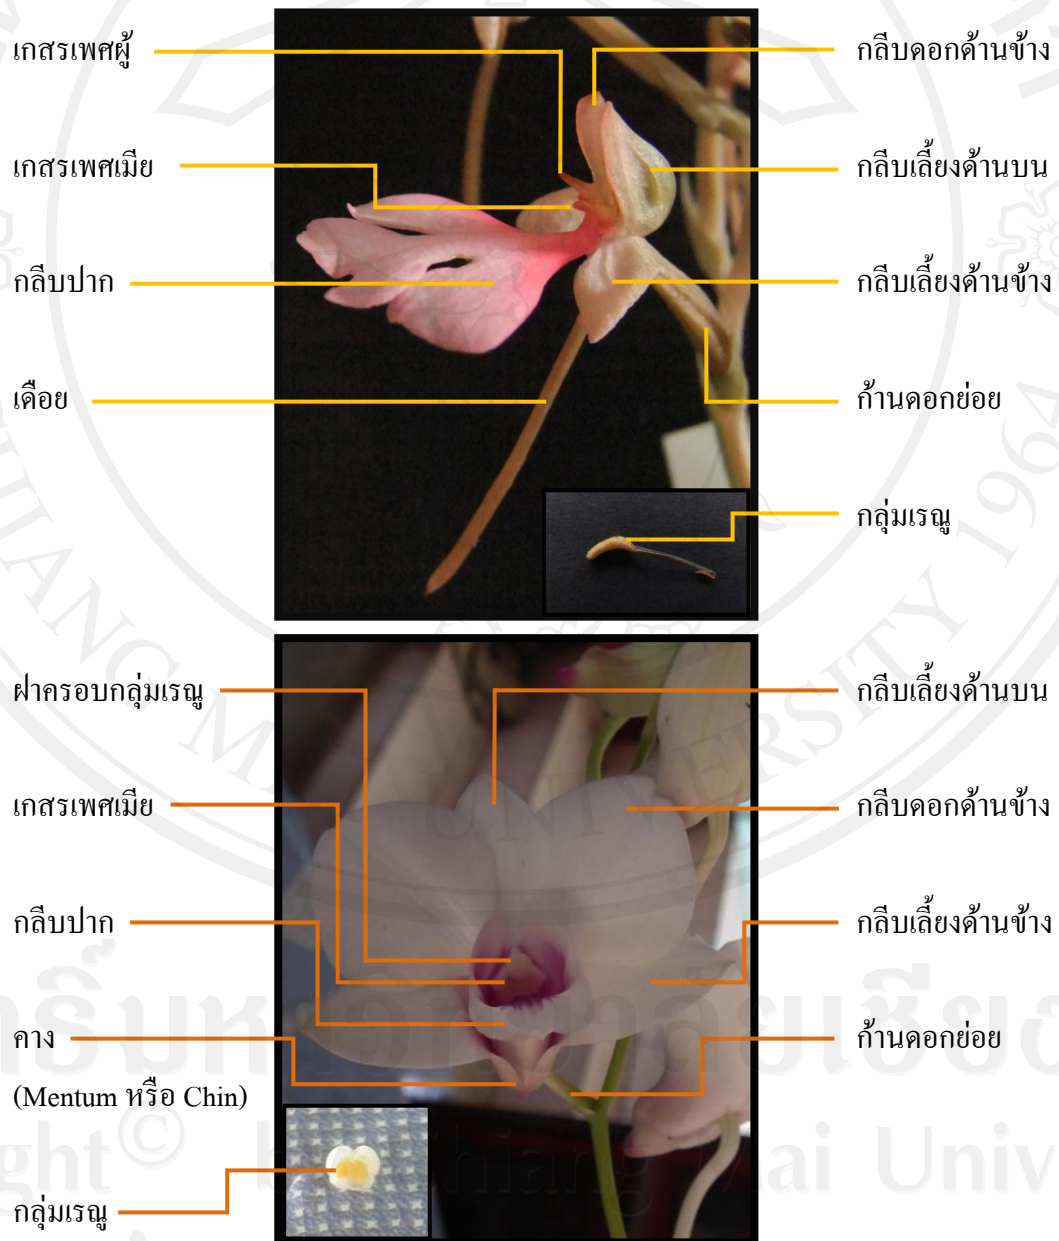 เกสรเพศผู้
กลีบดอกด้านข้าง
เกสรเพศเมีย
กลีบเลี้ยงด้านบน
กลีบปาก
กลีบเลี้ยงด้านข้าง
เดือย
ก้านดอกย่อย
กลุ่มเรณู
ฝาครอบกลุ่มเรณู
กลีบเลี้ยงด้านบน
เกสรเพศเมีย
กลีบดอกด้านข้าง
กลีบปาก
กลีบเลี้ยงด้านข้าง
คาง
ก้านดอกย่อย
(Mentum หรือ Chin)
กลุ่มเรณู
CHIANG MAI UNIVERSITY 1964